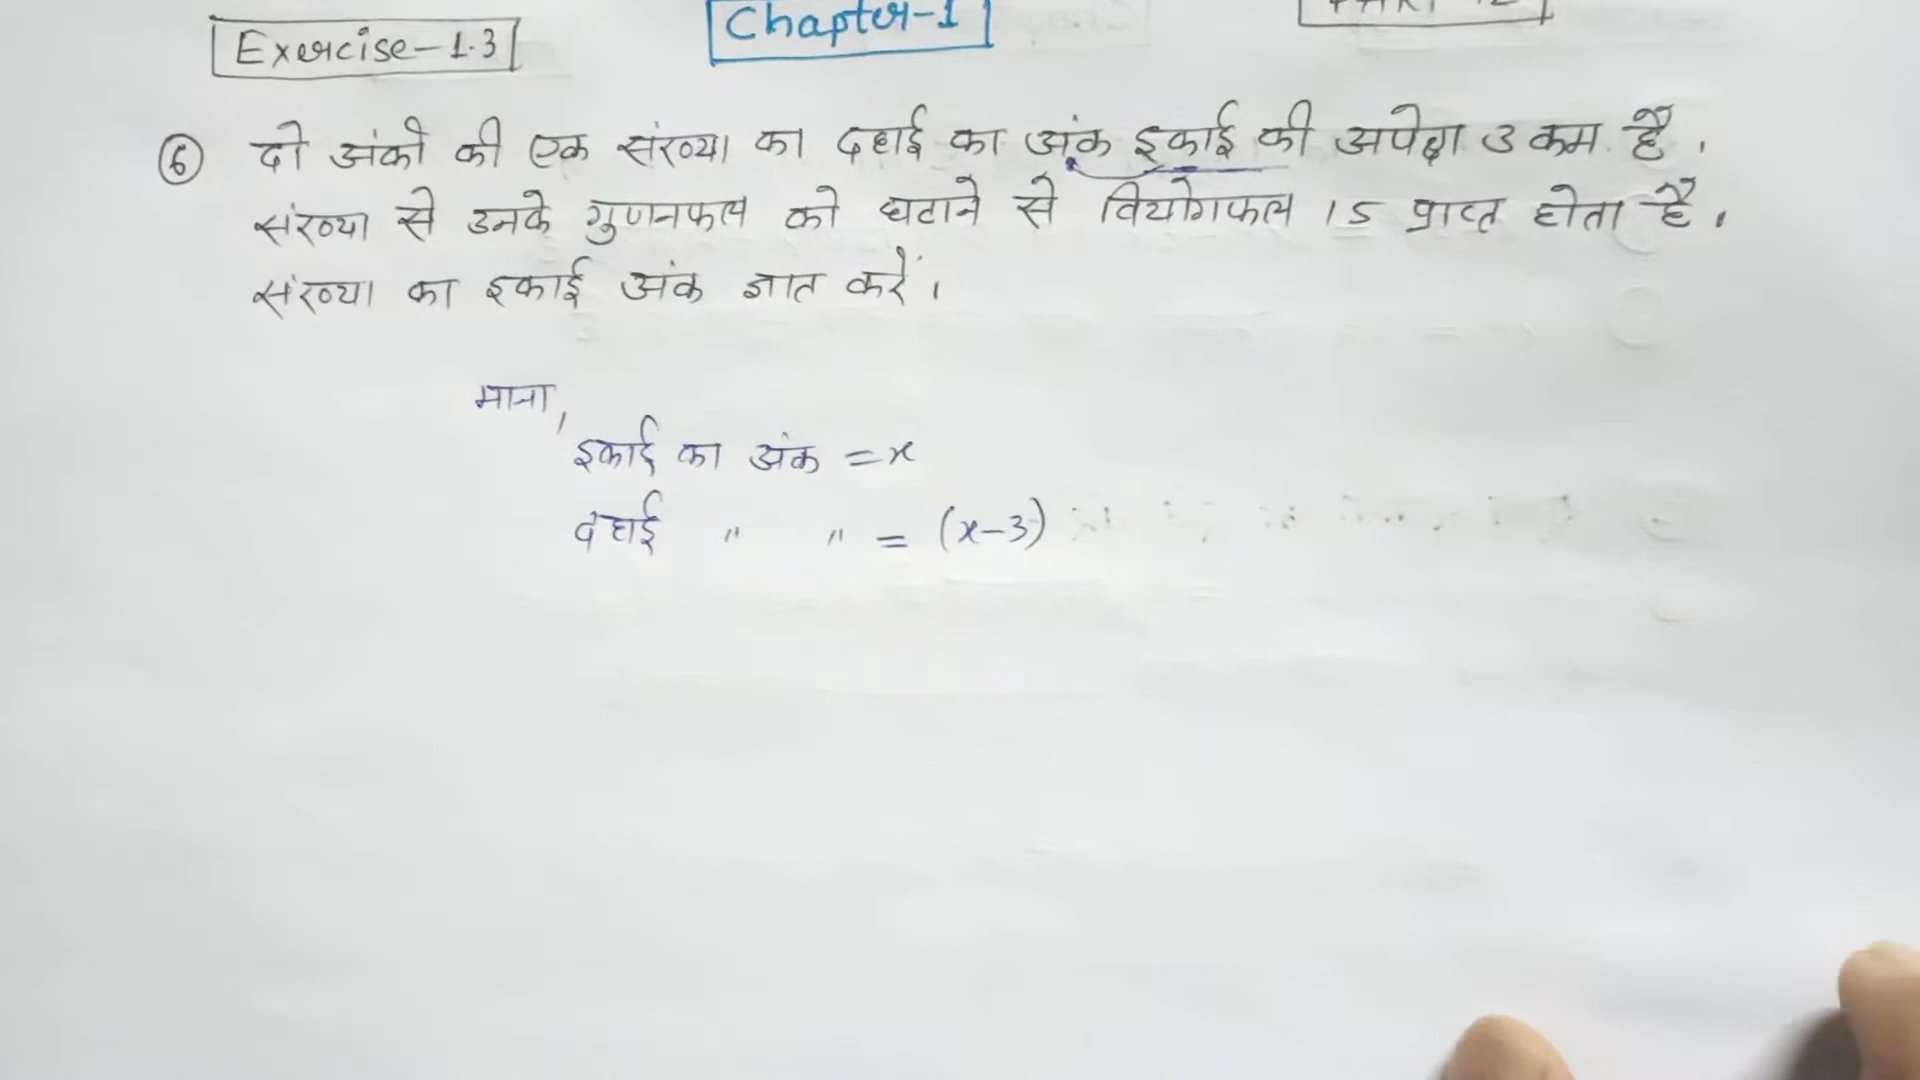 Exercise-1.3
Chapter-1
⑥ दो अंको की एक संख्या का दहाई का अंक इकाई की अपेक्षा 3 कम है।
संख्या से उनके गुणनफल को घटाने से वियोगफल 15 प्राप्त होता है।
संख्या का इकाई अंक ज्ञात करें।
माना,
इकाई का अंक = x
दहाई " " = (x-3)